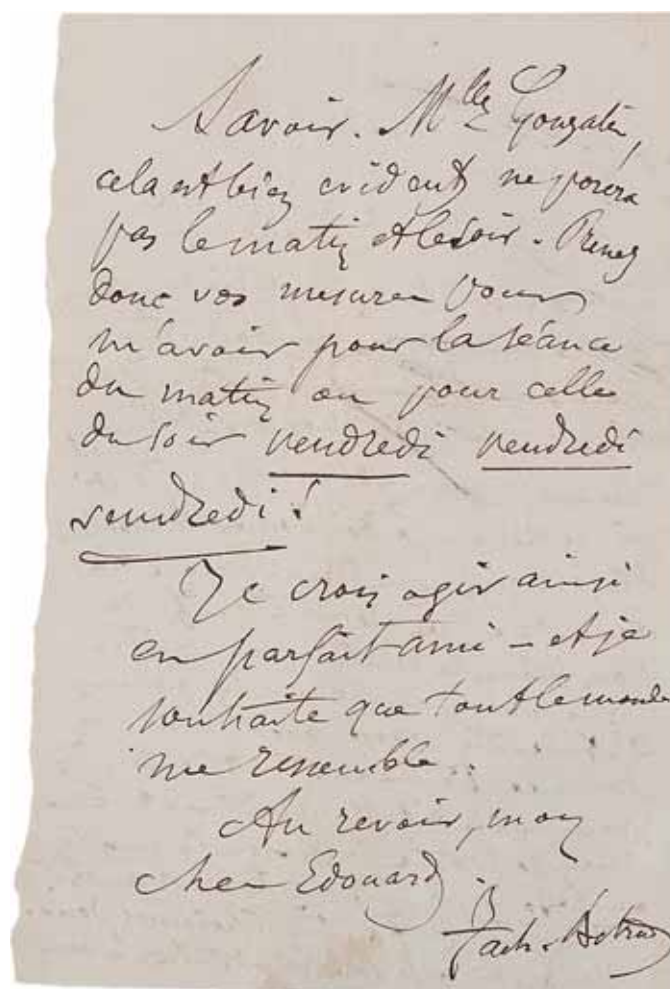 Savoir. Mlle Gonzalès,
cela est bien évident ne posera
pas le matin et le soir. Prenez
donc vos mesures pour
m'avoir pour la séance
du matin ou pour celle
du soir vendredi vendredi
vendredi !
Je crois agir ainsi
en parfait ami – et je
souhaite que tout le monde
me ressemble.
Au revoir, mon
cher Edouard.
Zach. Astruc